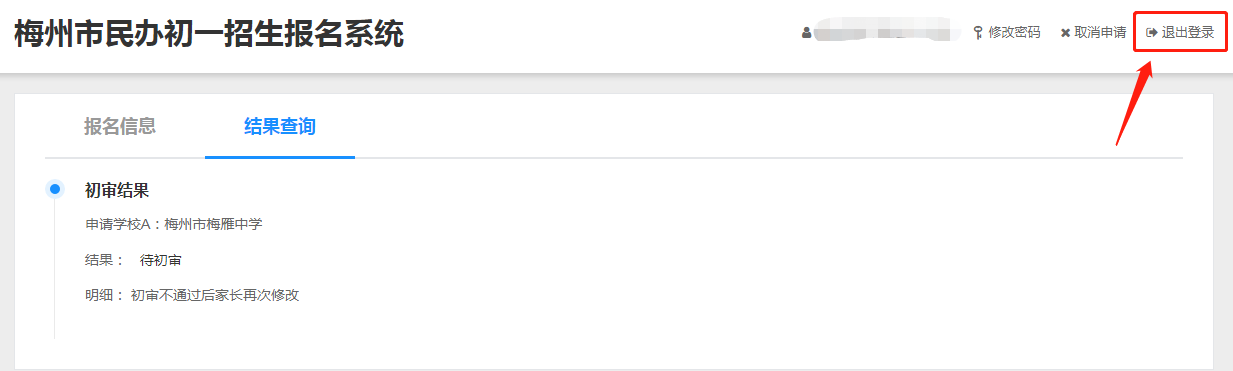 梅州市民办初一招生报名系统
修改密码 取消申请 退出登录
报名信息 结果查询
初审结果
申请学校A：梅州市梅雁中学
结果： 待初审
明细： 初审不通过后家长再次修改